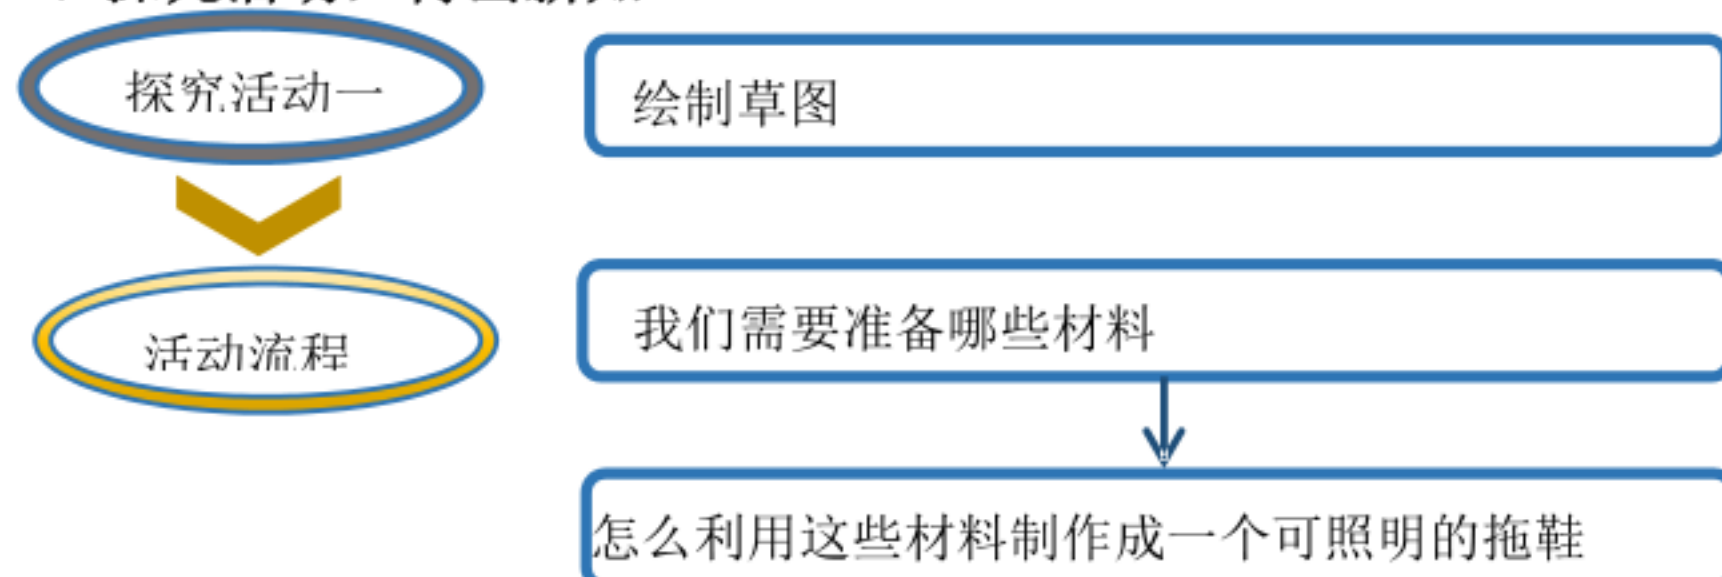 探究活动一
绘制草图
活动流程
我们需要准备哪些材料
怎么利用这些材料制作成一个可照明的拖鞋